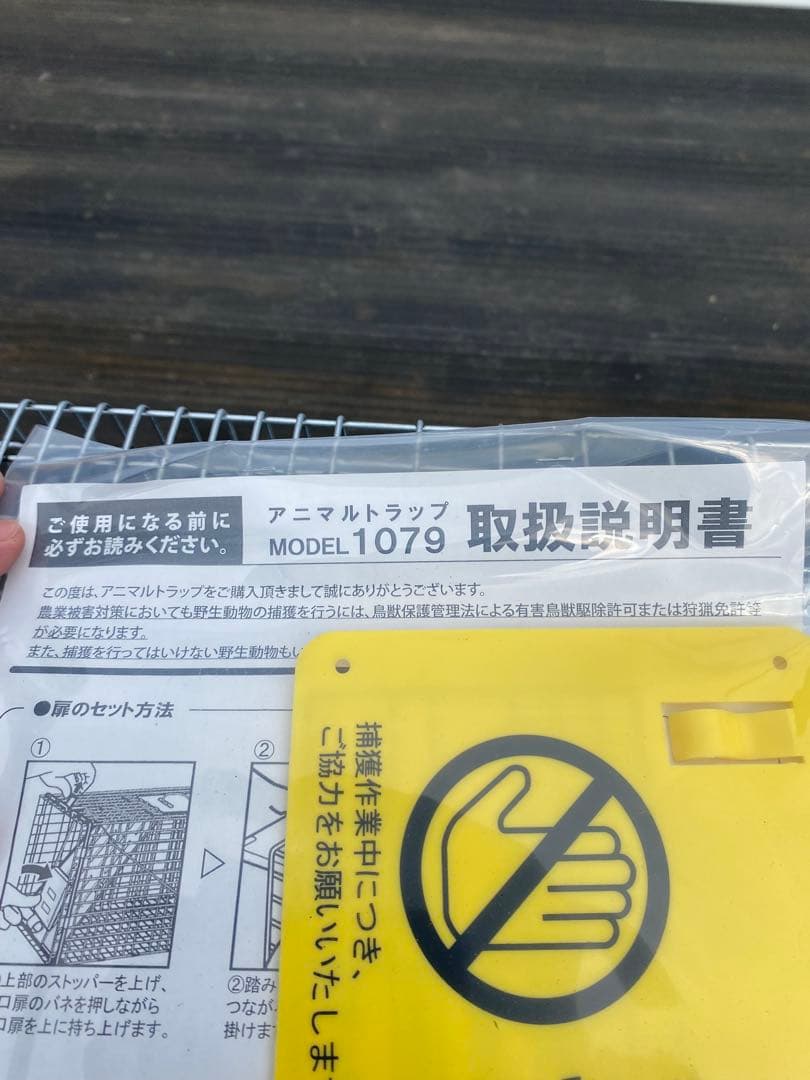 ご使用になる前に
必ずお読みください。
アニマルトラップ
MODEL1079 取扱説明書
この度は、アニマルトラップをご購入頂きまして誠にありがとうございます。
農業被害対策においても野生動物の捕獲を行うには、鳥獣保護管理法による有害鳥獣駆除許可または狩猟免許等
が必要になります。
また、捕獲を行ってはいけない野生動物もい
●扉のセット方法
①
上部のストッパーを上げ、
口扉のバネを押しながら
口扉を上に持ち上げます。
②
②踏み
つなが
掛けま
捕獲作業中につき、
ご協力をお願いいたしま